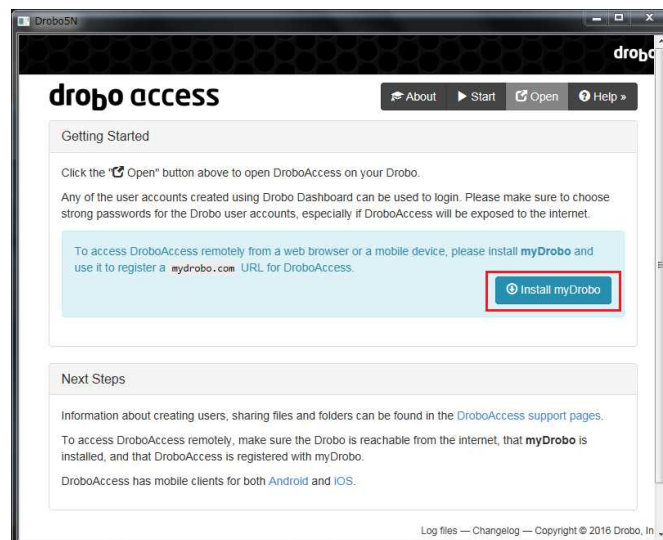 Drobo5N
drobo
drobo access
About Start Open Help »
Getting Started
Click the "Open" button above to open DroboAccess on your Drobo.
Any of the user accounts created using Drobo Dashboard can be used to login. Please make sure to choose
strong passwords for the Drobo user accounts, especially if DroboAccess will be exposed to the internet.
To access DroboAccess remotely from a web browser or a mobile device, please install myDrobo and
use it to register a mydrobo.com URL for DroboAccess.
Install myDrobo
Next Steps
Information about creating users, sharing files and folders can be found in the DroboAccess support pages.
To access DroboAccess remotely, make sure the Drobo is reachable from the internet, that myDrobo is
installed, and that DroboAccess is registered with myDrobo.
DroboAccess has mobile clients for both Android and iOS.
Log files — Changelog — Copyright © 2016 Drobo, In